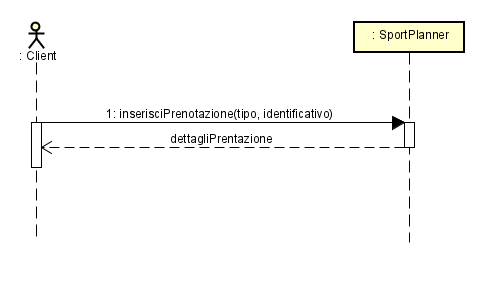 : Client
: SportPlanner
1: inserisciPrenotazione(tipo, identificativo)
dettagliPrentazione